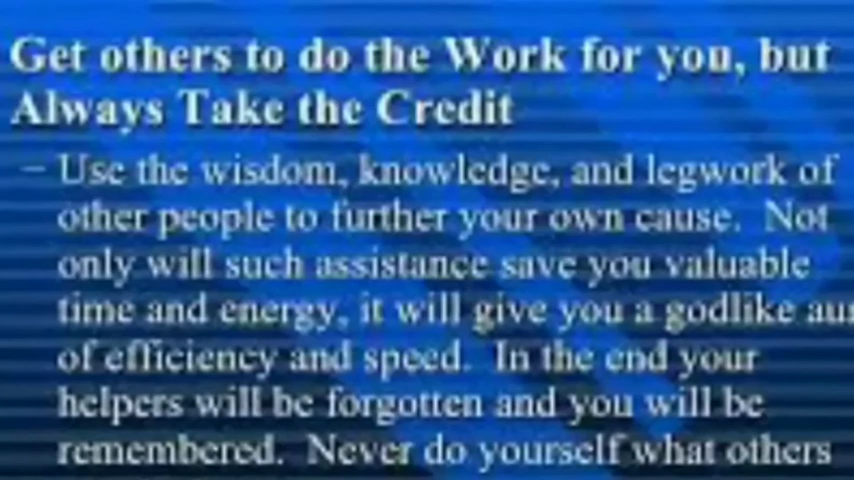 Get others to do the Work for you, but
Always Take the Credit
– Use the wisdom, knowledge, and legwork of
other people to further your own cause. Not
only will such assistance save you valuable
time and energy, it will give you a godlike
of efficiency and speed. In the end your
helpers will be forgotten and you will be
remembered. Never do yourself what others